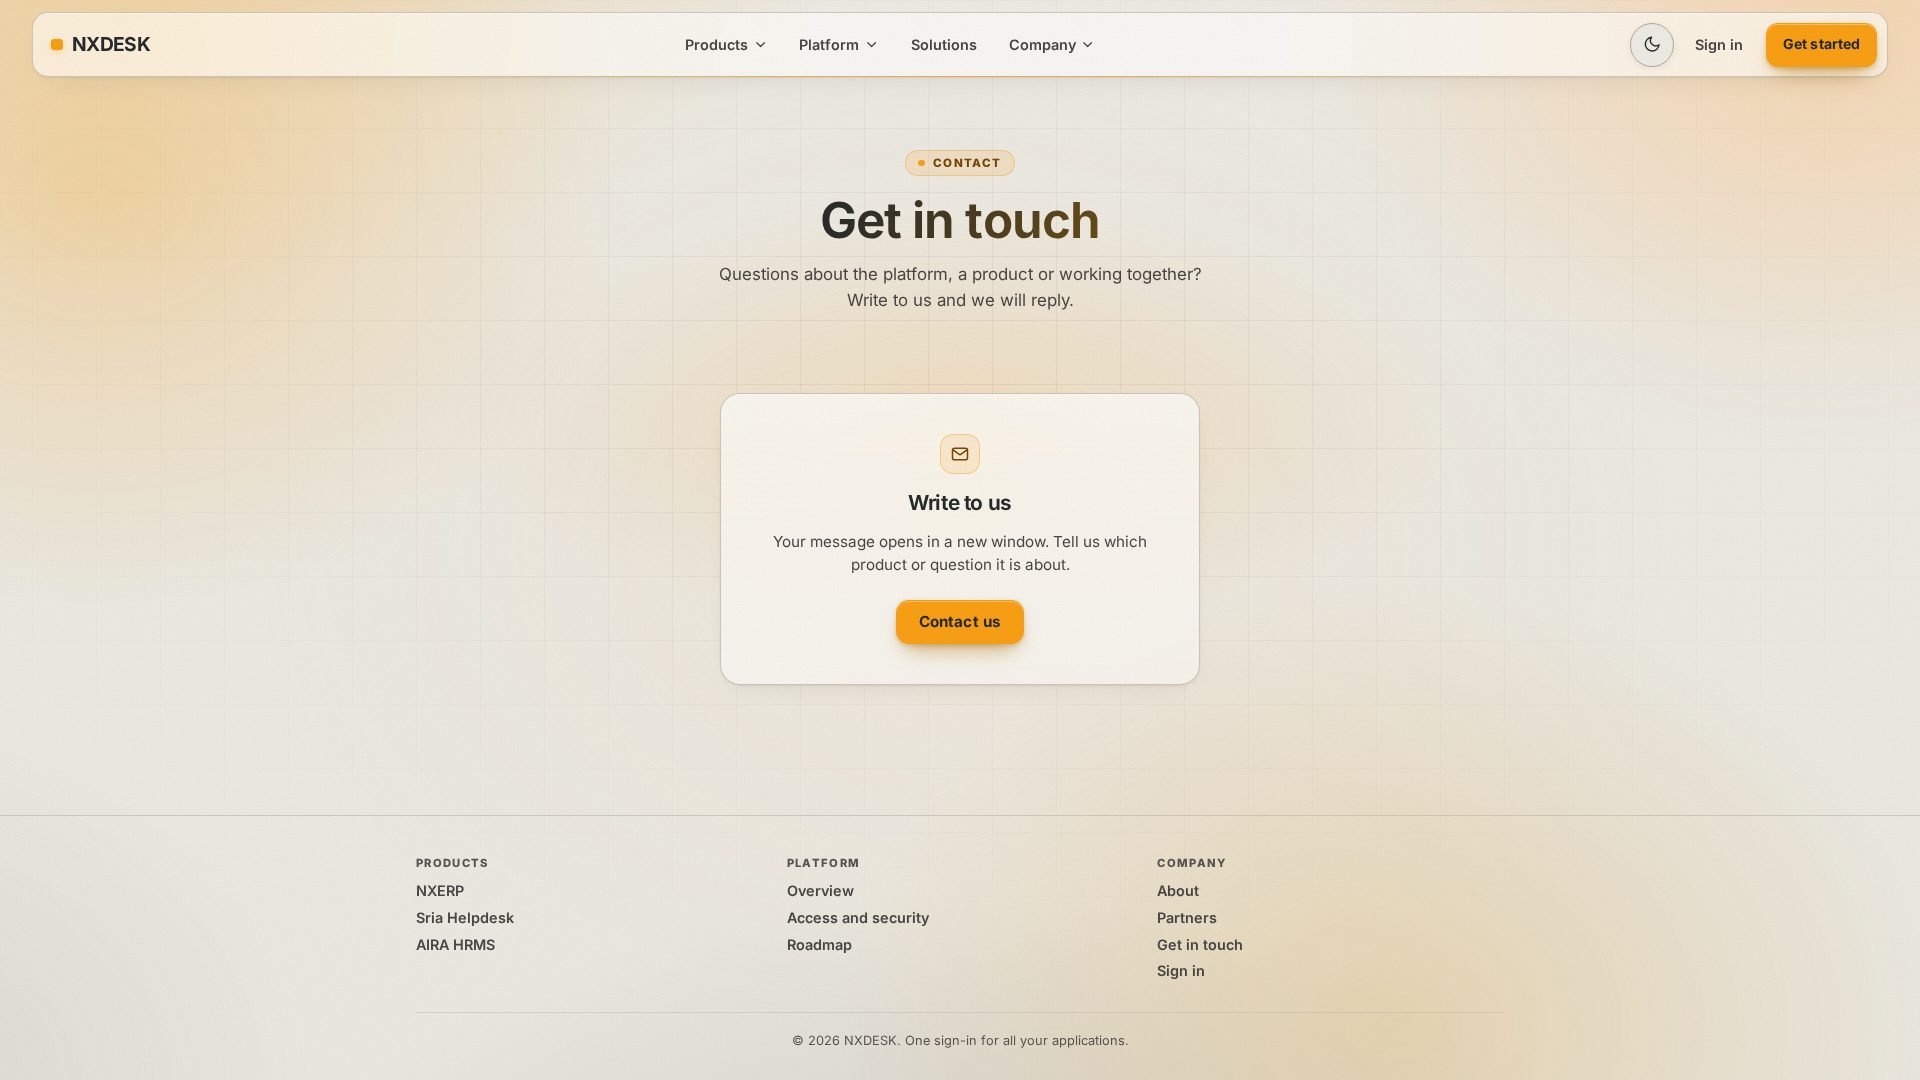 NXDESK
Products
Platform
Solutions
Company
Sign in
Get started
CONTACT
Get in touch
Questions about the platform, a product or working together?
Write to us and we will reply.
Write to us
Your message opens in a new window. Tell us which
product or question it is about.
Contact us
PRODUCTS
NXERP
Sria Helpdesk
AIRA HRMS
PLATFORM
Overview
Access and security
Roadmap
COMPANY
About
Partners
Get in touch
Sign in
© 2026 NXDESK. One sign-in for all your applications.